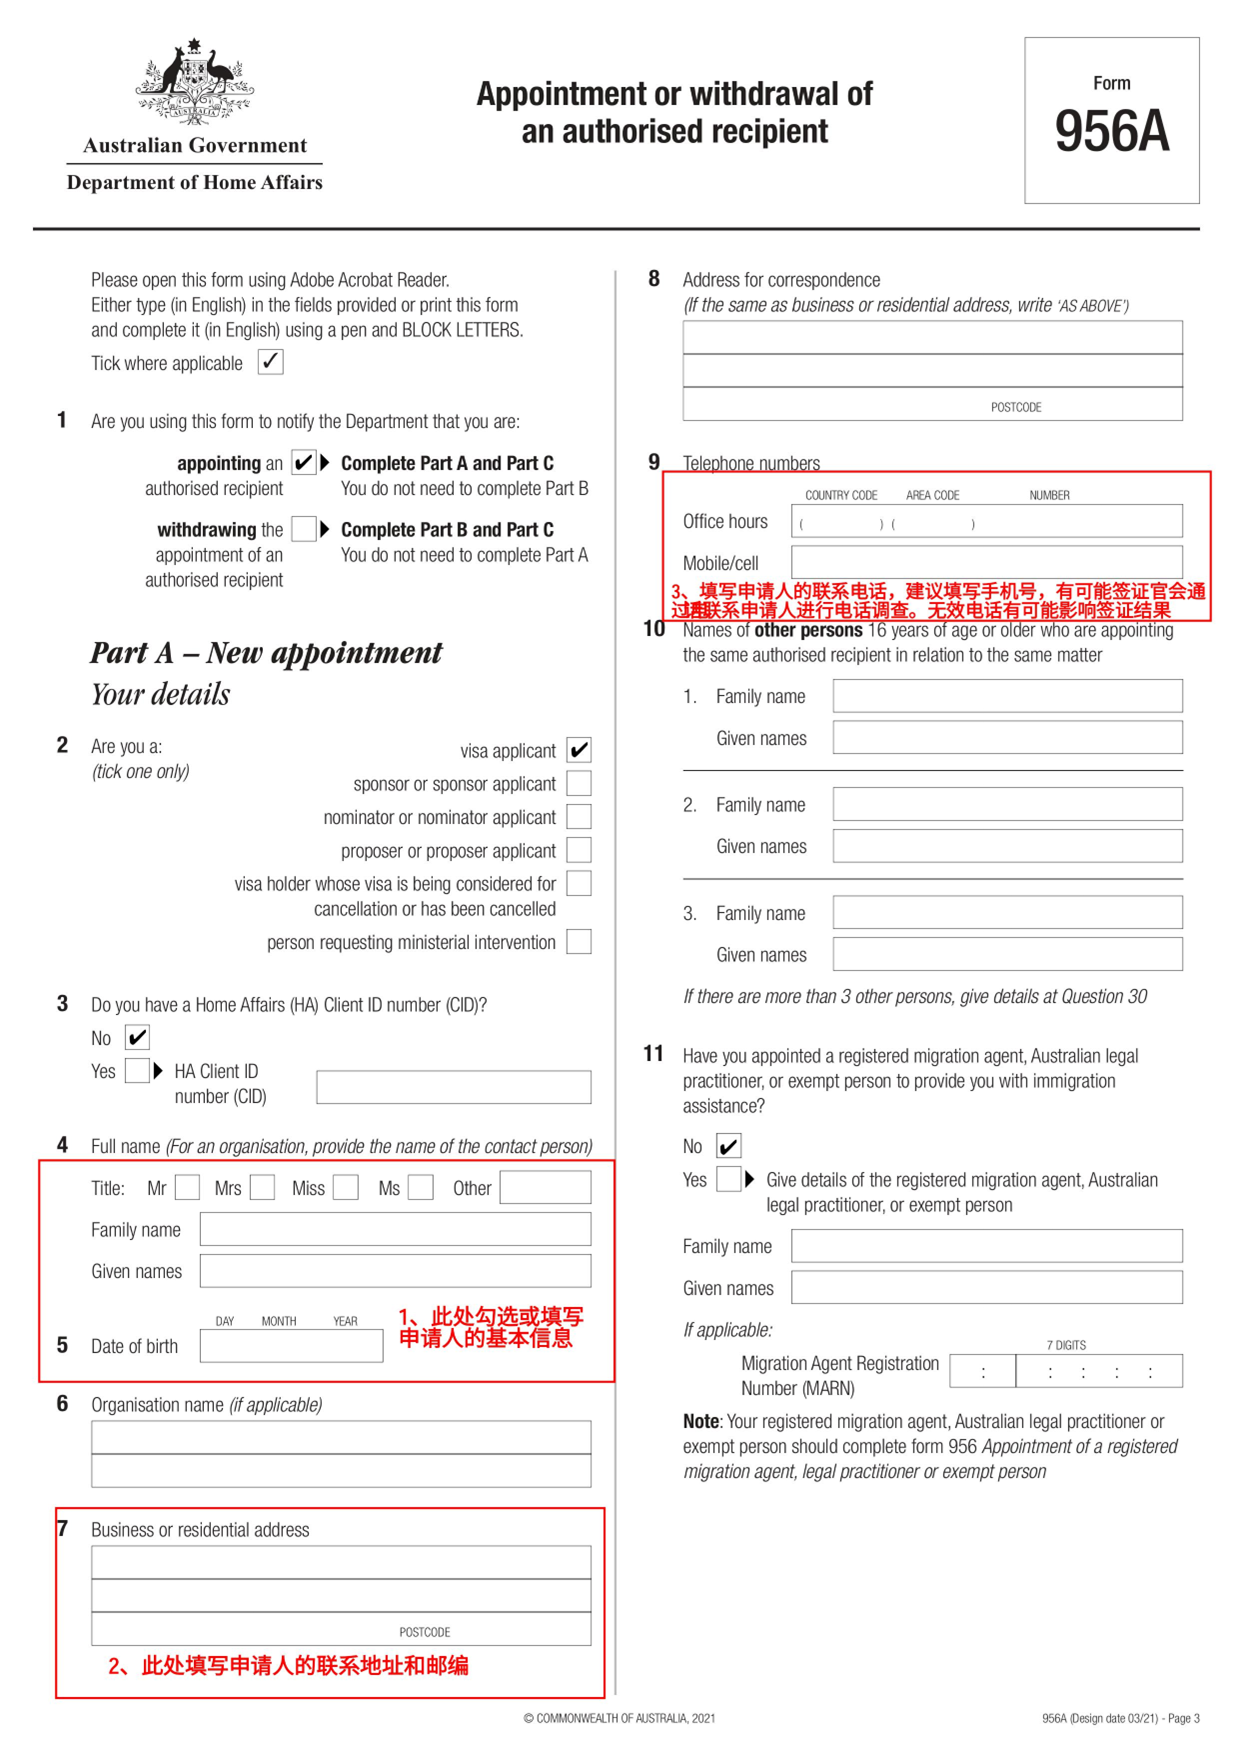 Australian Government
Department of Home Affairs
Appointment or withdrawal of
an authorised recipient
Form
956A
Please open this form using Adobe Acrobat Reader.
Either type (in English) in the fields provided or print this form
and complete it (in English) using a pen and BLOCK LETTERS.
Tick where applicable ✓
1 Are you using this form to notify the Department that you are:
appointing an ✔ Complete Part A and Part C
authorised recipient You do not need to complete Part B
withdrawing the Complete Part B and Part C
appointment of an You do not need to complete Part A
authorised recipient
Part A – New appointment
Your details
2 Are you a: visa applicant ✔
(tick one only)
sponsor or sponsor applicant
nominator or nominator applicant
proposer or proposer applicant
visa holder whose visa is being considered for
cancellation or has been cancelled
person requesting ministerial intervention
3 Do you have a Home Affairs (HA) Client ID number (CID)?
No ✔
Yes HA Client ID
number (CID)
4 Full name (For an organisation, provide the name of the contact person)
Title: Mr Mrs Miss Ms Other
Family name
Given names
DAY MONTH YEAR
5 Date of birth
1、此处勾选或填写
申请人的基本信息
6 Organisation name (if applicable)
7 Business or residential address
POSTCODE
2、此处填写申请人的联系地址和邮编
8 Address for correspondence
(If the same as business or residential address, write ‘AS ABOVE’)
POSTCODE
9 Telephone numbers
COUNTRY CODE AREA CODE NUMBER
Office hours ( ) ( )
Mobile/cell
3、填写申请人的联系电话，建议填写手机号，有可能签证官会通
过联系申请人进行电话调查。无效电话有可能影响签证结果
10 Names of other persons 16 years of age or older who are appointing
the same authorised recipient in relation to the same matter
1. Family name
Given names
2. Family name
Given names
3. Family name
Given names
If there are more than 3 other persons, give details at Question 30
11 Have you appointed a registered migration agent, Australian legal
practitioner, or exempt person to provide you with immigration
assistance?
No ✔
Yes Give details of the registered migration agent, Australian
legal practitioner, or exempt person
Family name
Given names
If applicable:
7 DIGITS
Migration Agent Registration : : : : :
Number (MARN)
Note: Your registered migration agent, Australian legal practitioner or
exempt person should complete form 956 Appointment of a registered
migration agent, legal practitioner or exempt person
© COMMONWEALTH OF AUSTRALIA, 2021
956A (Design date 03/21) - Page 3